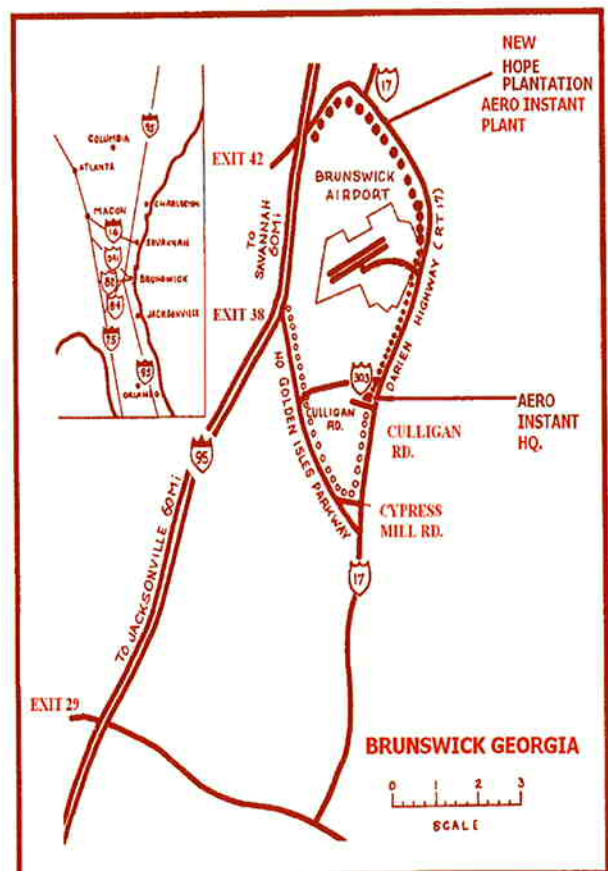 NEW
HOPE
PLANTATION
AERO INSTANT
PLANT
17
95
COLUMBIA
ATLANTA
MACON
CHARLESTON
16
SAVANNAH
BRUNSWICK
82
84
JACKSONVILLE
75
95
ORLANDO
EXIT 42
BRUNSWICK
AIRPORT
TO
SAVANNAH
60MI
DARIEN HIGHWAY (RT 17)
EXIT 38
303
CULLIGAN
RD.
NO GOLDEN ISLES PARKWAY
AERO
INSTANT
HQ.
CULLIGAN
RD.
CYPRESS
MILL RD.
95
TO JACKSONVILLE 60MI
17
EXIT 29
BRUNSWICK GEORGIA
0 1 2 3
SCALE